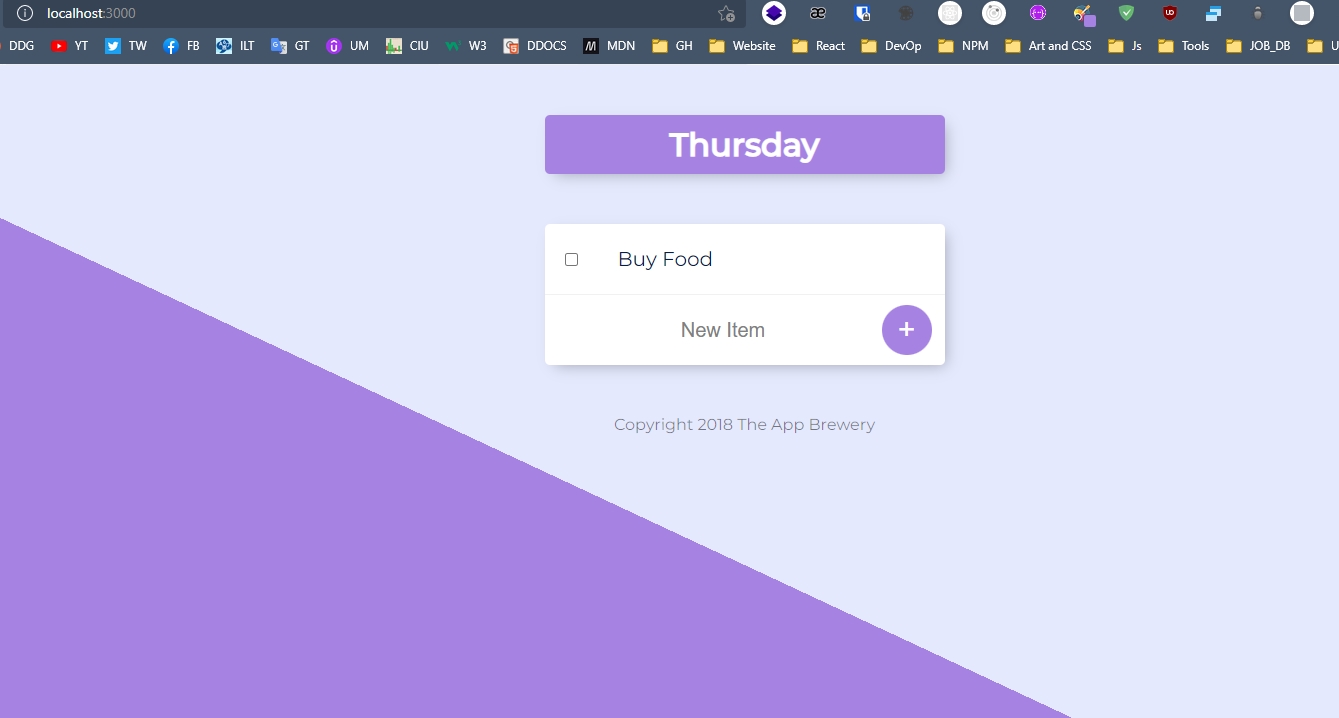 localhost:3000
DDG YT TW FB ILT GT UM CIU W3 DDOCS MDN GH Website React DevOp NPM Art and CSS Js Tools JOB_DB U
Thursday
Buy Food
New Item
+
Copyright 2018 The App Brewery